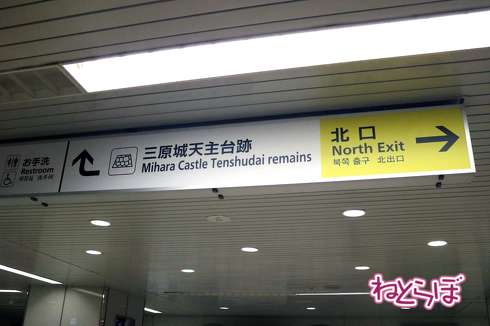 お手洗
Restroom
三原城天主台跡
Mihara Castle Tenshudai remains
北口
North Exit
북쪽 출구 北出口
ねとらぼ